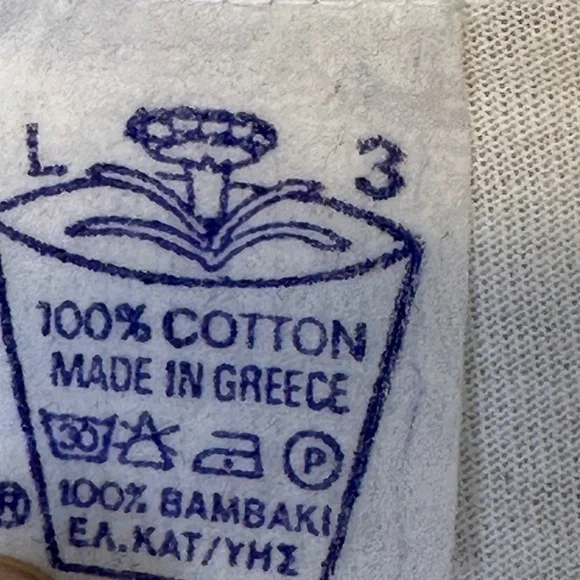 L 3
100% COTTON
MADE IN GREECE
30 P
® 100% ΒΑΜΒΑΚΙ
ΕΛ.ΚΑΤ/ΥΗΣ